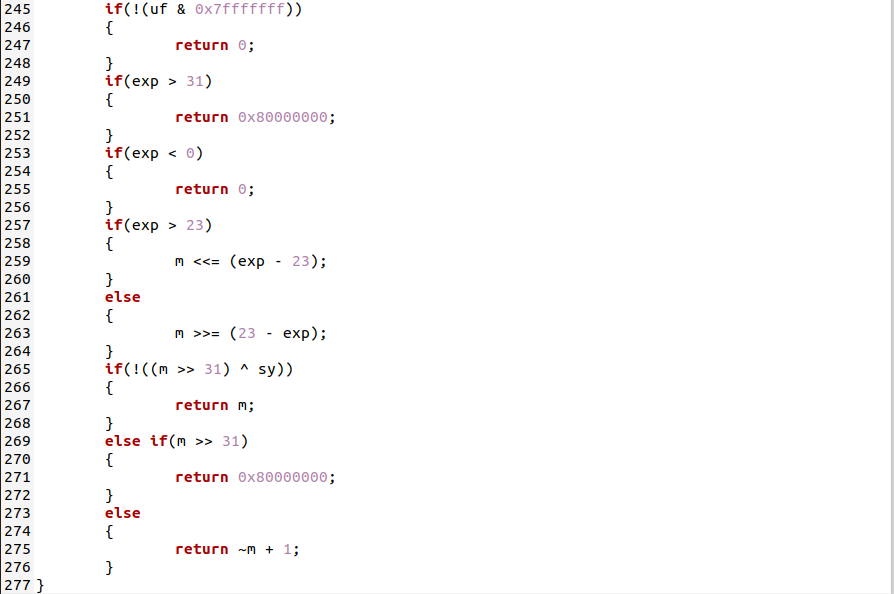 245        if(!(uf & 0x7fffffff))
246        {
247                return 0;
248        }
249        if(exp > 31)
250        {
251                return 0x80000000;
252        }
253        if(exp < 0)
254        {
255                return 0;
256        }
257        if(exp > 23)
258        {
259                m <<= (exp - 23);
260        }
261        else
262        {
263                m >>= (23 - exp);
264        }
265        if(!((m >> 31) ^ sy))
266        {
267                return m;
268        }
269        else if(m >> 31)
270        {
271                return 0x80000000;
272        }
273        else
274        {
275                return ~m + 1;
276        }
277 }